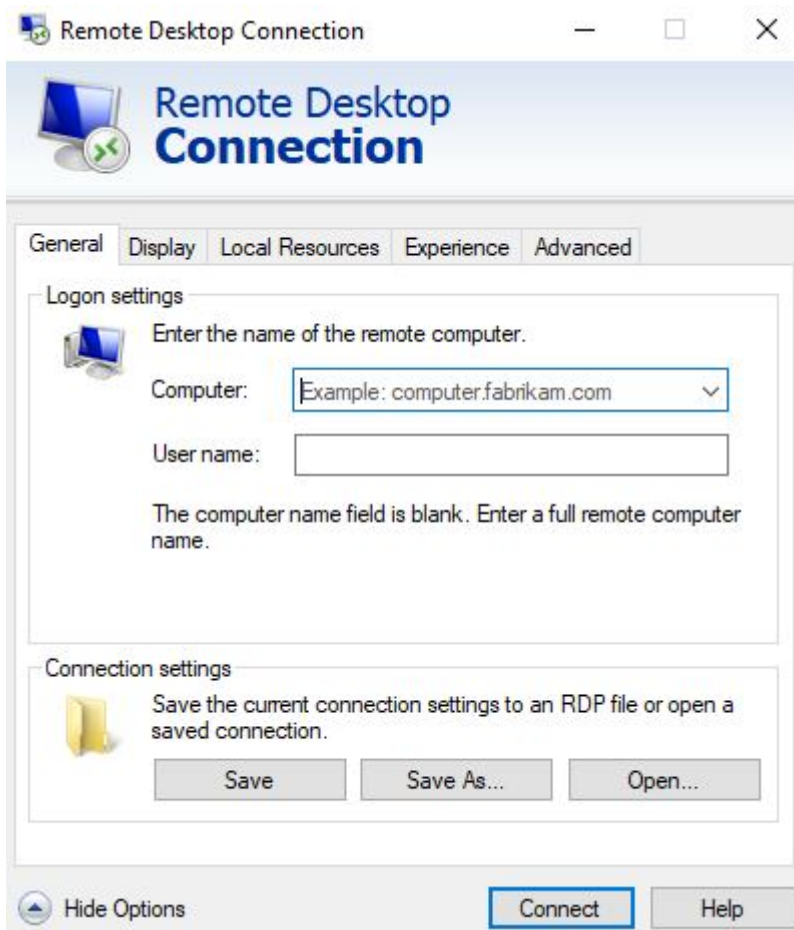 Remote Desktop Connection
Remote Desktop
Connection
General Display Local Resources Experience Advanced
Logon settings
Enter the name of the remote computer.
Computer: Example: computer.fabrikam.com
User name:
The computer name field is blank. Enter a full remote computer
name.
Connection settings
Save the current connection settings to an RDP file or open a
saved connection.
Save Save As... Open...
Hide Options Connect Help